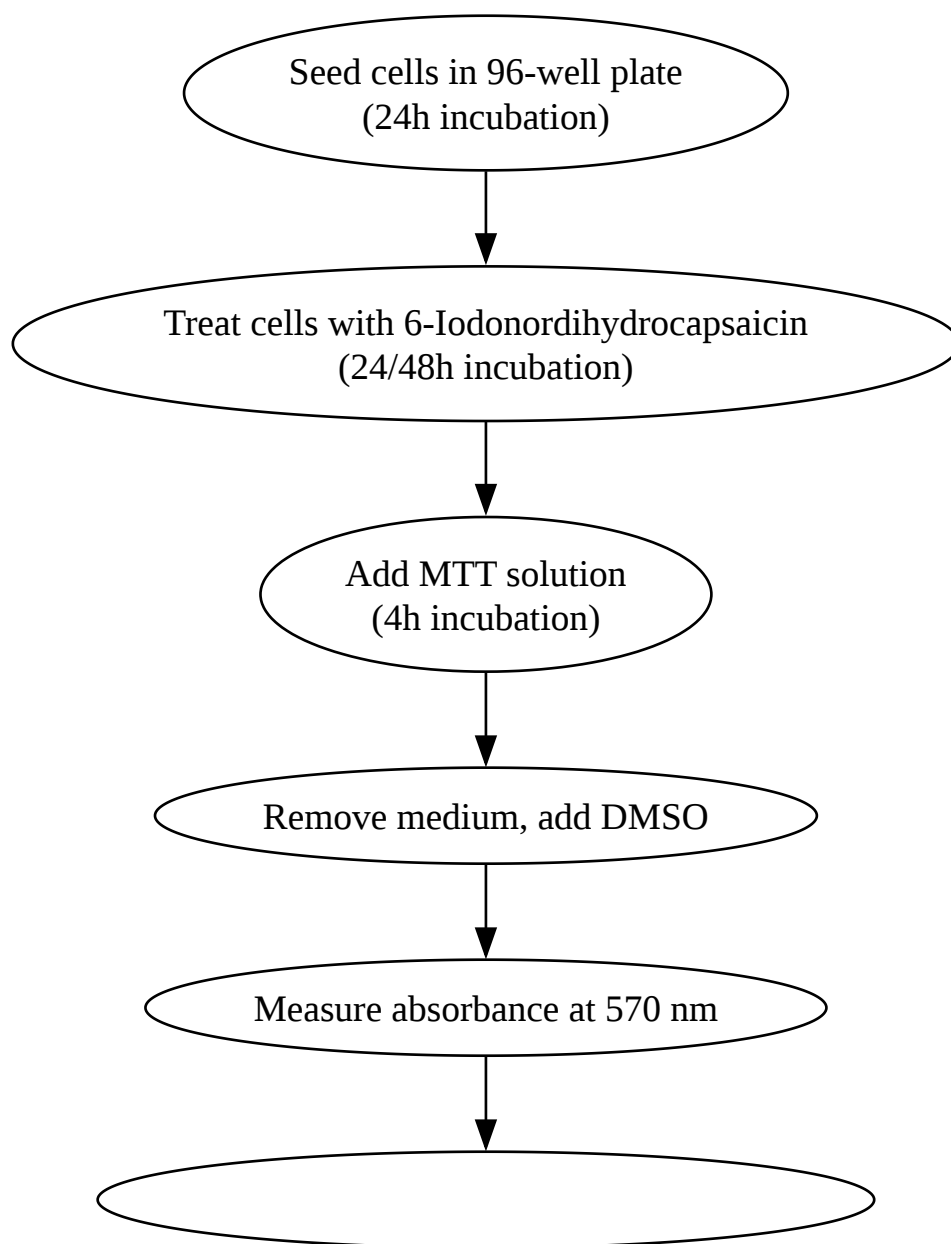 Seed cells in 96-well plate
(24h incubation)
Treat cells with 6-Iodonordihydrocapsaicin
(24/48h incubation)
Add MTT solution
(4h incubation)
Remove medium, add DMSO
Measure absorbance at 570 nm